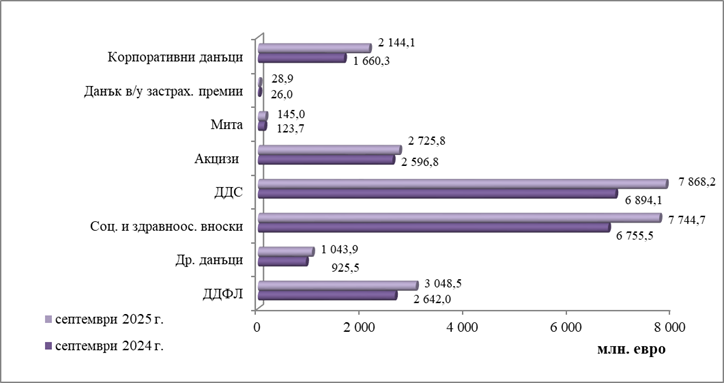 Корпоративни данъци
2 144,1
1 660,3
Данък в/у застрах. премии
28,9
26,0
Мита
145,0
123,7
Акцизи
2 725,8
2 596,8
ДДС
7 868,2
6 894,1
Соц. и здравноос. вноски
7 744,7
6 755,5
Др. данъци
1 043,9
925,5
ДДФЛ
3 048,5
2 642,0
септември 2025 г.
септември 2024 г.
0 2 000 4 000 6 000 8 000
млн. евро